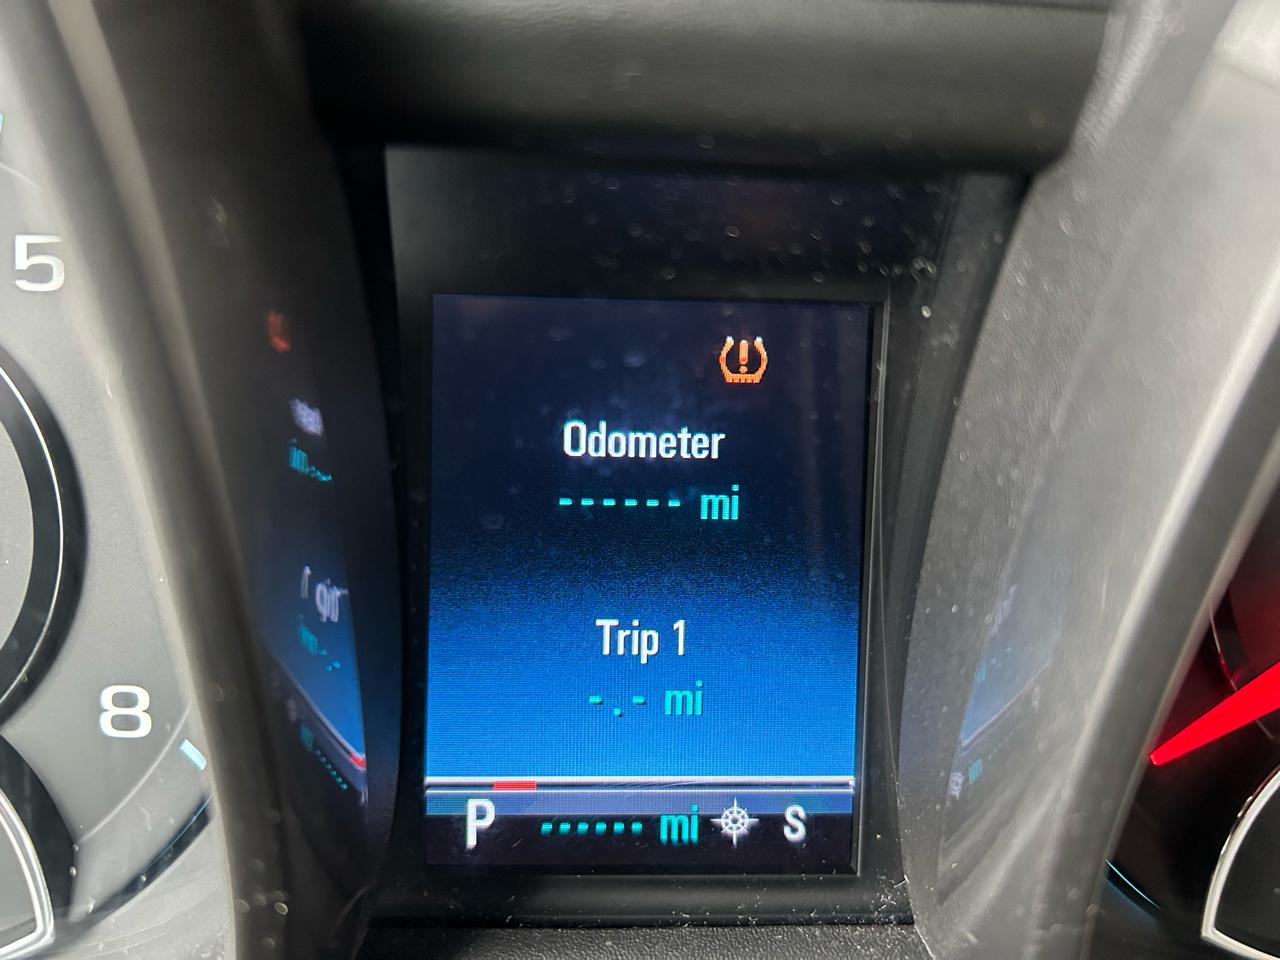 5
Odometer
------ mi
Trip 1
-.- mi
8
P ------ mi S